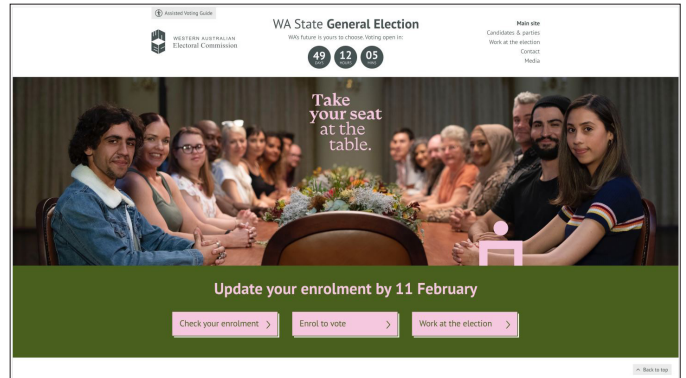 Assisted Voting Guide
WESTERN AUSTRALIAN
Electoral Commission
WA State General Election
WA's future is yours to choose. Voting open in:
49 12 05
DAYS HOURS MINS
Main site
Candidates & parties
Work at the election
Contact
Media
Take
your seat
at the
table.
Update your enrolment by 11 February
Check your enrolment
Enrol to vote
Work at the election
Back to top